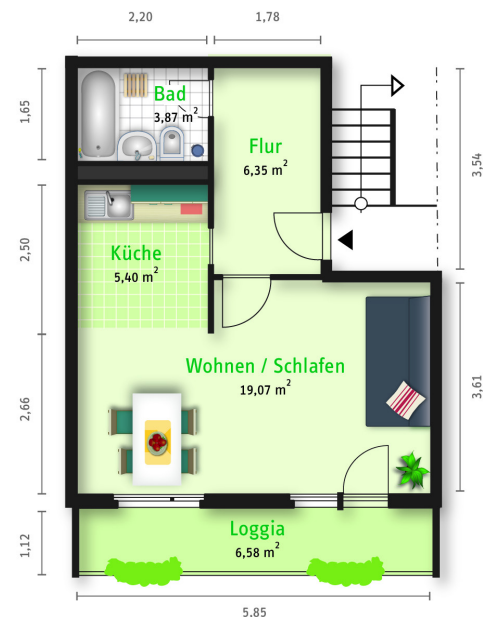 2,20
1,78
1,65
Bad
3,87 m²
Flur
6,35 m²
3,54
2,50
Küche
5,40 m²
Wohnen / Schlafen
19,07 m²
3,61
2,66
Loggia
6,58 m²
1,12
5,85